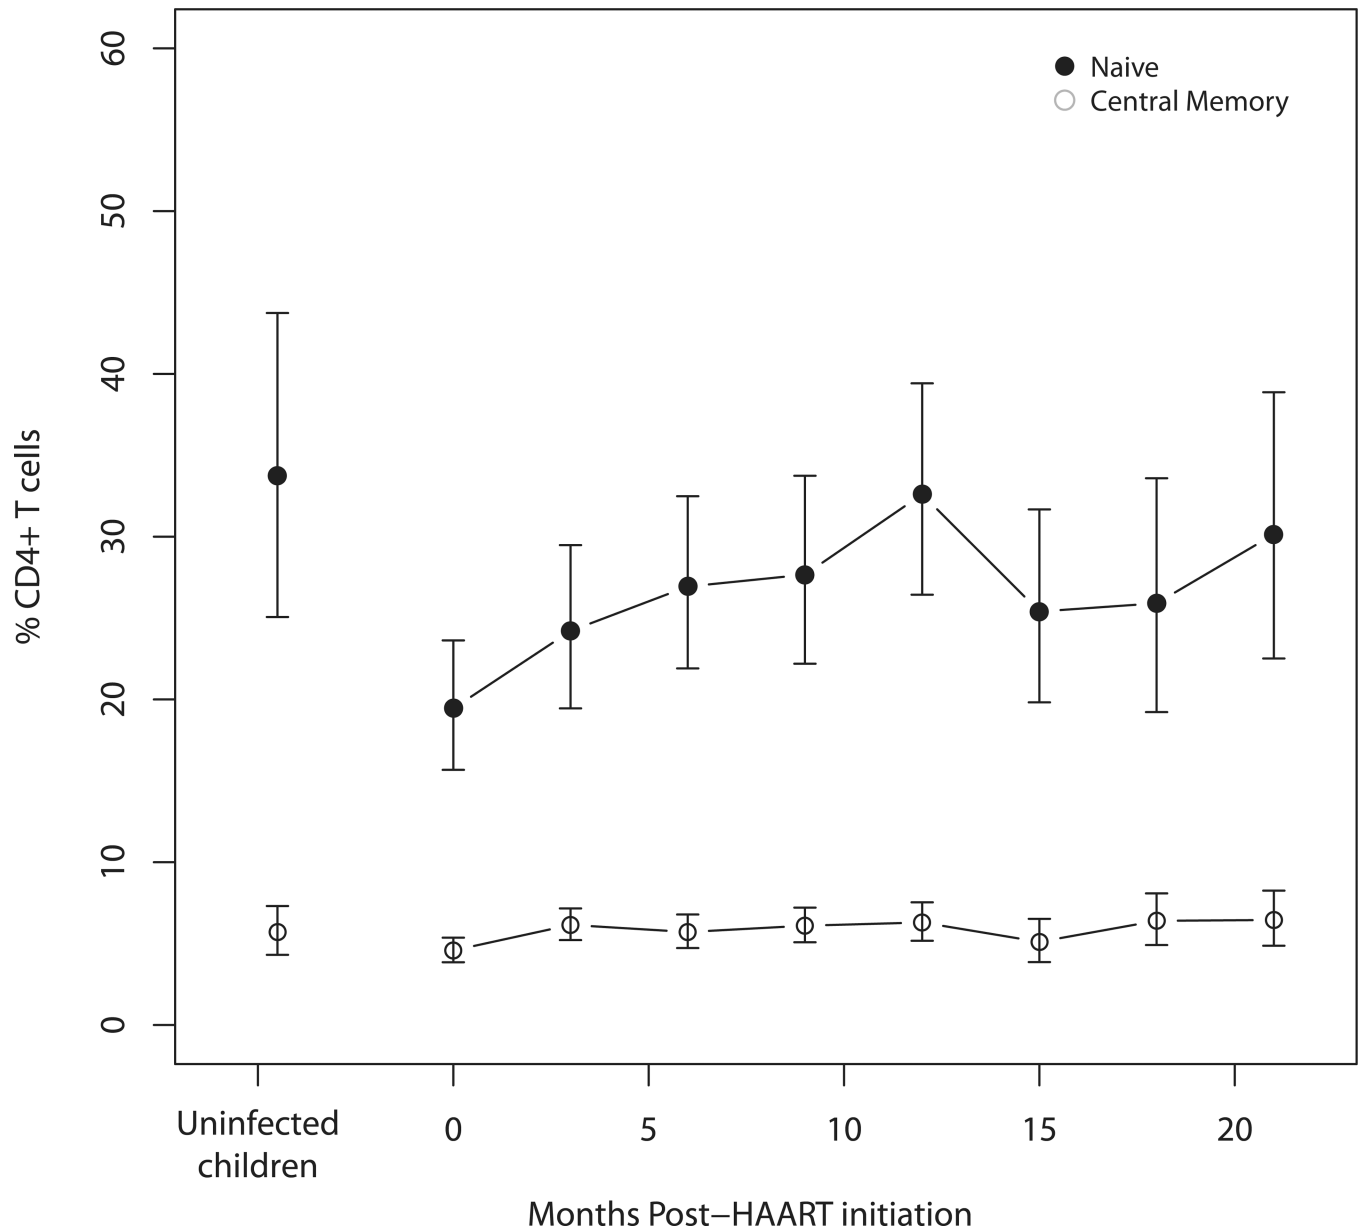 Naive
Central Memory
60
50
40
30
20
10
0
% CD4+ T cells
Uninfected
children
0
5
10
15
20
Months Post−HAART initiation